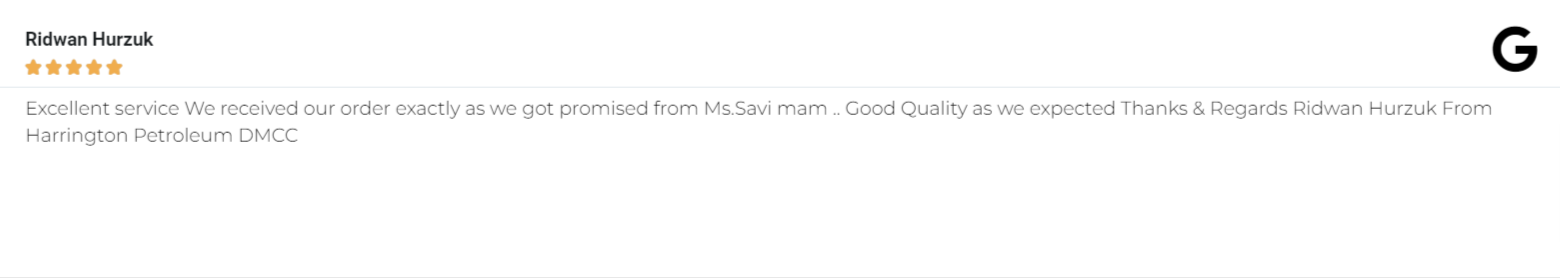 Ridwan Hurzuk
G
Excellent service We received our order exactly as we got promised from Ms.Savi mam .. Good Quality as we expected Thanks & Regards Ridwan Hurzuk From
Harrington Petroleum DMCC